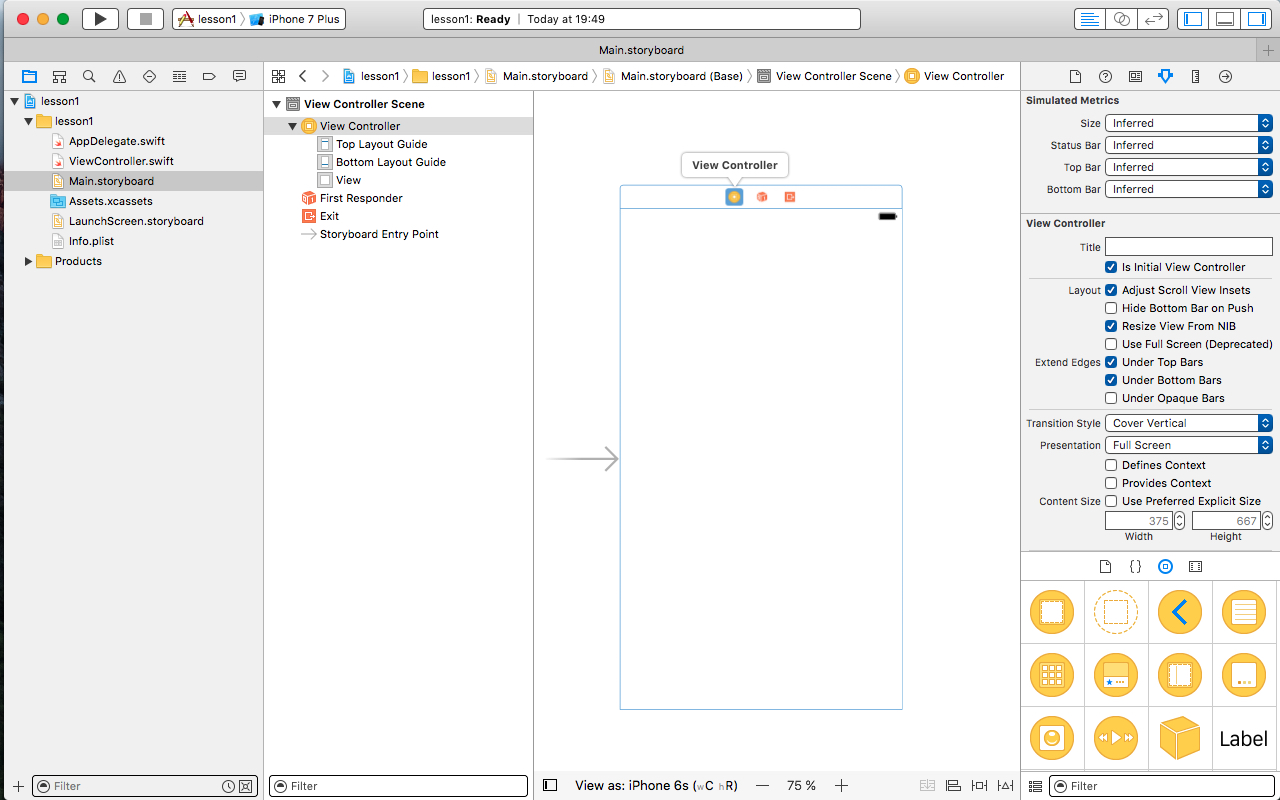 lesson1 iPhone 7 Plus lesson1: Ready Today at 19:49
Main.storyboard
lesson1 lesson1 Main.storyboard Main.storyboard (Base) View Controller Scene View Controller
lesson1
lesson1
AppDelegate.swift
ViewController.swift
Main.storyboard
Assets.xcassets
LaunchScreen.storyboard
Info.plist
Products
Filter
View Controller Scene
View Controller
Top Layout Guide
Bottom Layout Guide
View
First Responder
Exit
Storyboard Entry Point
Filter
View Controller
View as: iPhone 6s (wC hR) 75 %
Simulated Metrics
Size Inferred
Status Bar Inferred
Top Bar Inferred
Bottom Bar Inferred
View Controller
Title
Is Initial View Controller
Layout Adjust Scroll View Insets
Hide Bottom Bar on Push
Resize View From NIB
Use Full Screen (Deprecated)
Extend Edges Under Top Bars
Under Bottom Bars
Under Opaque Bars
Transition Style Cover Vertical
Presentation Full Screen
Defines Context
Provides Context
Content Size Use Preferred Explicit Size
375 667
Width Height
{}
Label
Filter